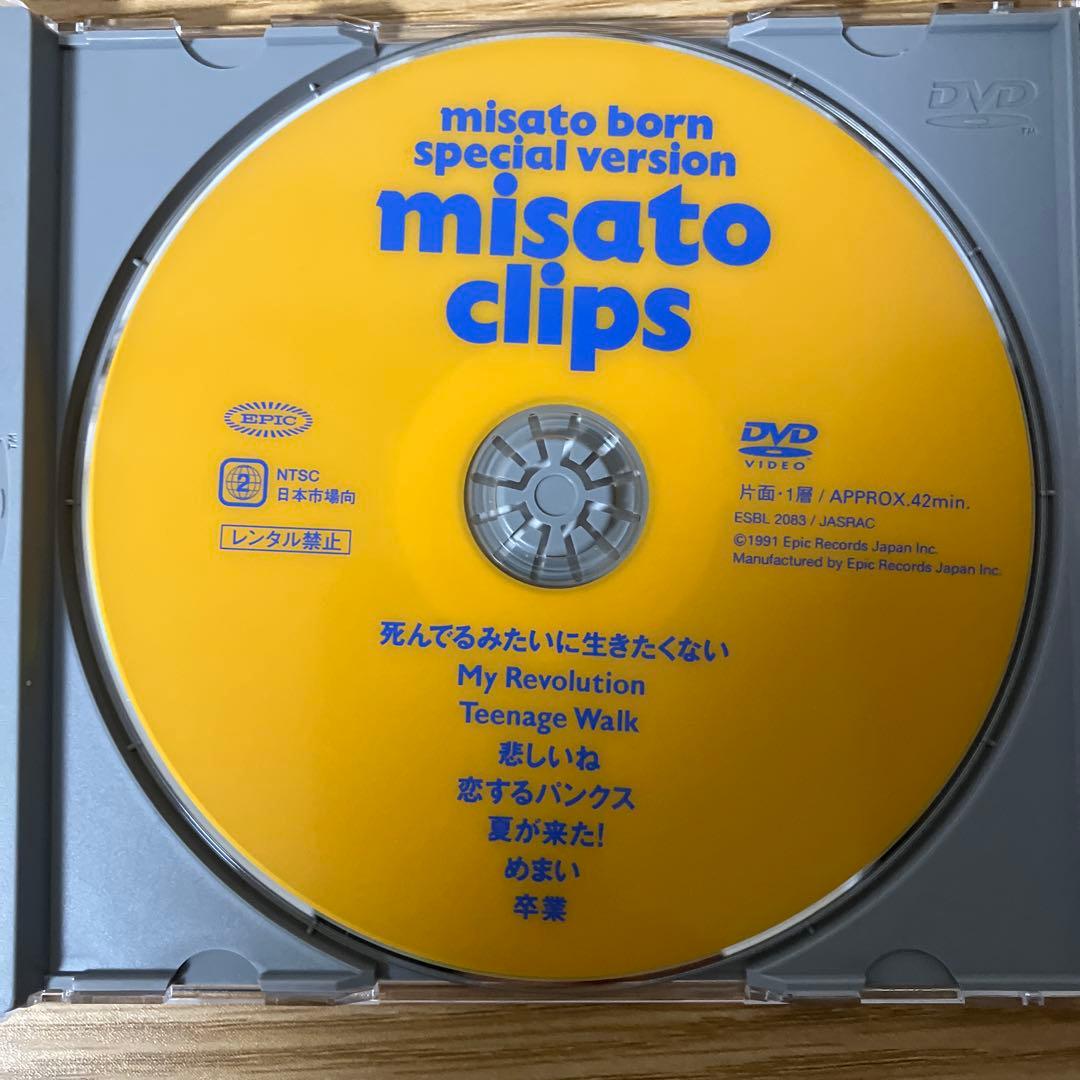 misato born
special version
misato
clips
DVD
TM
TM
EPIC
2
NTSC
日本市場向
レンタル禁止
DVD
VIDEO
片面・1層 / APPROX.42min.
ESBL 2083 / JASRAC
©1991 Epic Records Japan Inc.
Manufactured by Epic Records Japan Inc.
死んでるみたいに生きたくない
My Revolution
Teenage Walk
悲しいね
恋するパンクス
夏が来た!
めまい
卒業